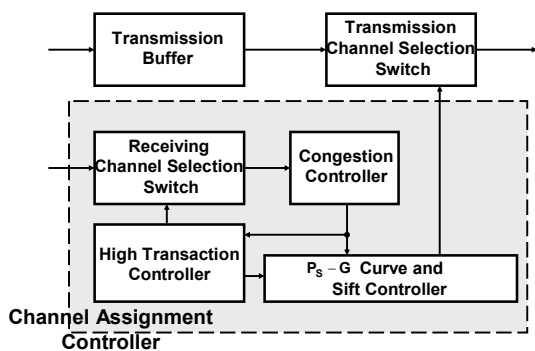 Transmission
Buffer
Transmission
Channel Selection
Switch
Receiving
Channel Selection
Switch
Congestion
Controller
High Transaction
Controller
P_S – G Curve and
Sift Controller
Channel Assignment
Controller